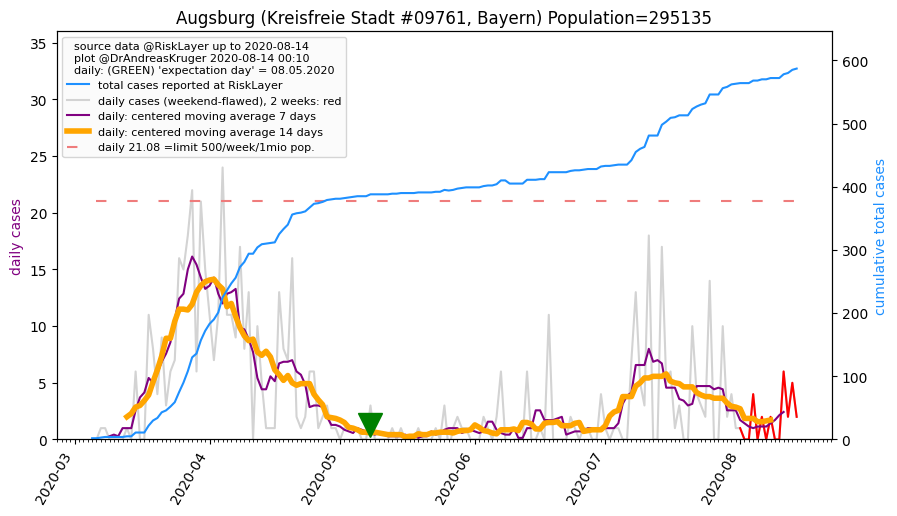 Augsburg (Kreisfreie Stadt #09761, Bayern) Population=295135
source data @RiskLayer up to 2020-08-14
plot @DrAndreasKruger 2020-08-14 00:10
daily: (GREEN) 'expectation day' = 08.05.2020
total cases reported at RiskLayer
daily cases (weekend-flawed), 2 weeks: red
daily: centered moving average 7 days
daily: centered moving average 14 days
daily 21.08 =limit 500/week/1mio pop.
daily cases
35
30
25
20
15
10
5
0
cumulative total cases
600
500
400
300
200
100
0
2020-03
2020-04
2020-05
2020-06
2020-07
2020-08